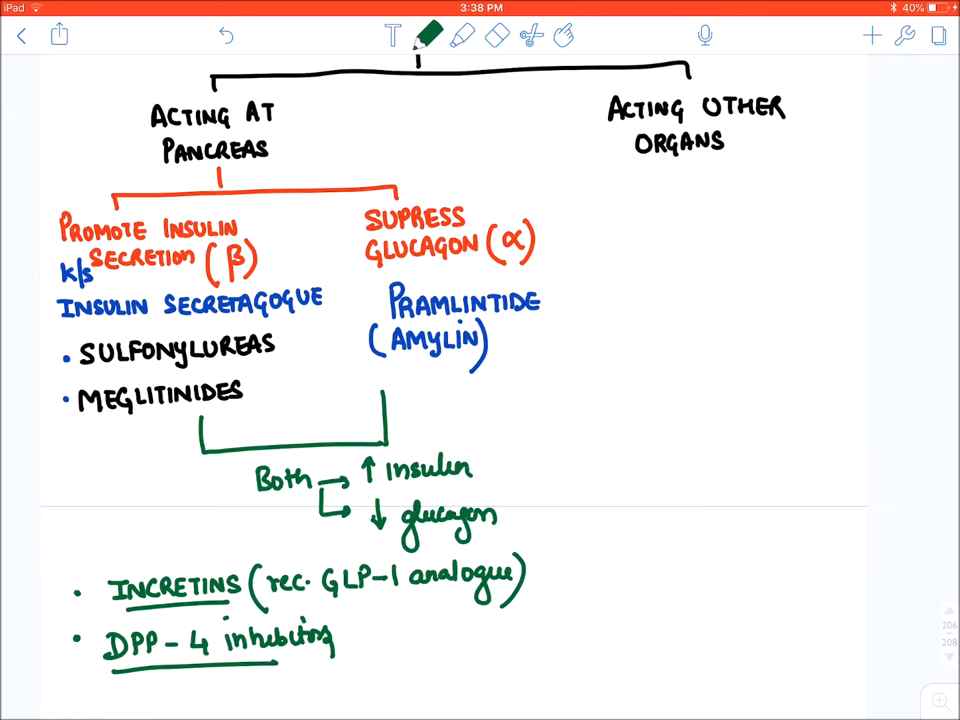 iPad
3:38 PM
40%
T
ACTING AT
PANCREAS
ACTING OTHER
ORGANS
PROMOTE INSULIN
SECRETION (β)
K/S
INSULIN SECRETAGOGUE
• SULFONYLUREAS
• MEGLITINIDES
SUPRESS
GLUCAGON (α)
PRAMLINTIDE
(AMYLIN)
Both → ↑ insulin
→ ↓ glucagon
• INCRETINS (rec. GLP-1 analogue)
• DPP-4 inhibitors
206
208